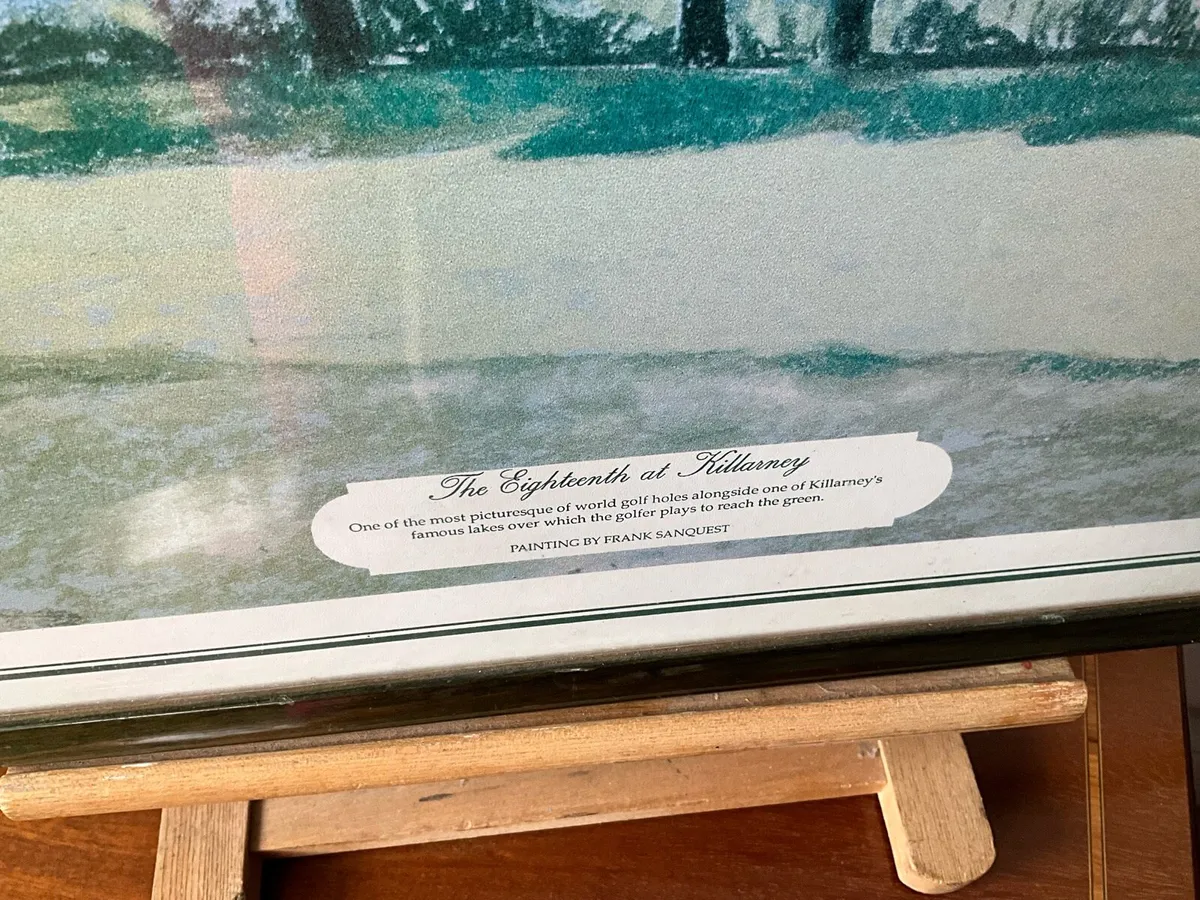 The Eighteenth at Killarney
One of the most picturesque of world golf holes alongside one of Killarney's
famous lakes over which the golfer plays to reach the green.
PAINTING BY FRANK SANQUEST